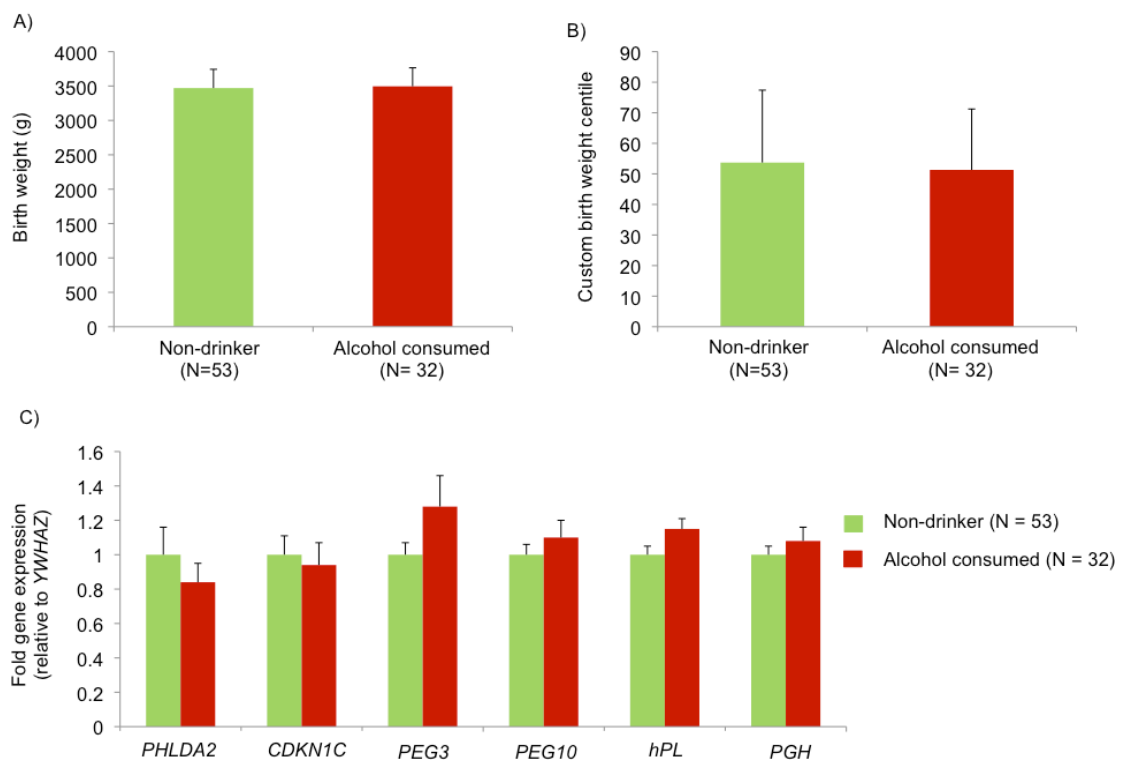 A)
Birth weight (g)
4000
3500
3000
2500
2000
1500
1000
500
0
Non-drinker
(N=53)
Alcohol consumed
(N= 32)
B)
Custom birth weight centile
90
80
70
60
50
40
30
20
10
0
Non-drinker
(N=53)
Alcohol consumed
(N= 32)
C)
Fold gene expression
(relative to YWHAZ)
1.6
1.4
1.2
1
0.8
0.6
0.4
0.2
0
PHLDA2
CDKN1C
PEG3
PEG10
hPL
PGH
Non-drinker (N = 53)
Alcohol consumed (N = 32)